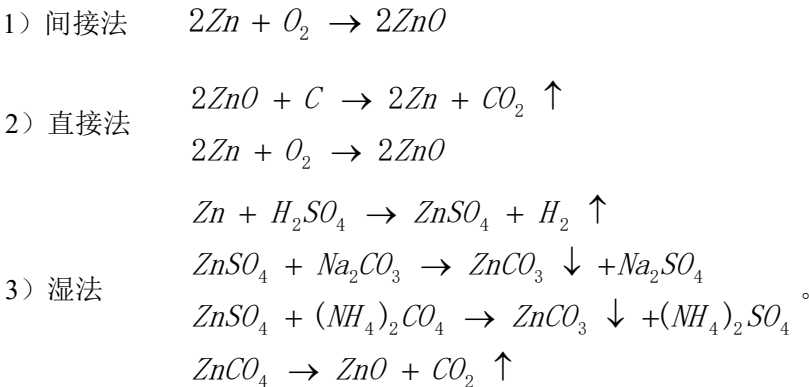 1）间接法 2Zn + O₂ → 2ZnO
2ZnO + C → 2Zn + CO₂ ↑
2）直接法
2Zn + O₂ → 2ZnO
Zn + H₂SO₄ → ZnSO₄ + H₂ ↑
ZnSO₄ + Na₂CO₃ → ZnCO₃ ↓ +Na₂SO₄
3）湿法 。
ZnSO₄ + (NH₄)₂CO₄ → ZnCO₃ ↓ +(NH₄)₂SO₄
ZnCO₄ → ZnO + CO₂ ↑